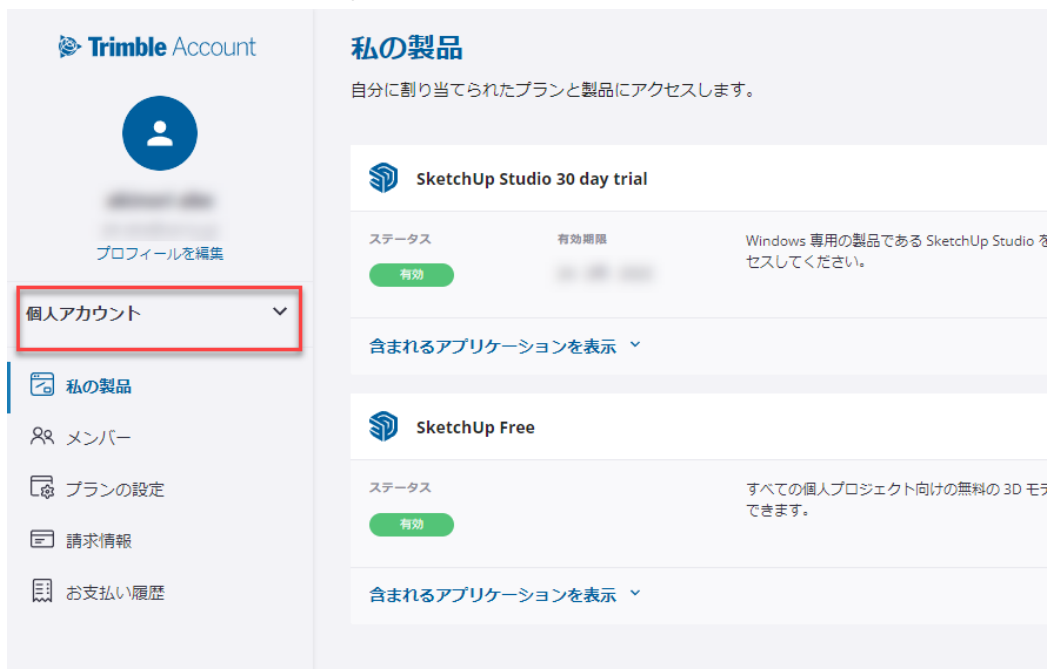 Trimble Account
プロフィールを編集
個人アカウント
私の製品
メンバー
プランの設定
請求情報
お支払い履歴
私の製品
自分に割り当てられたプランと製品にアクセスします。
SketchUp Studio 30 day trial
ステータス
有効
有効期限
Windows 専用の製品である SketchUp Studio を
セスしてください。
含まれるアプリケーションを表示
SketchUp Free
ステータス
有効
すべての個人プロジェクト向けの無料の 3D モデ
できます。
含まれるアプリケーションを表示